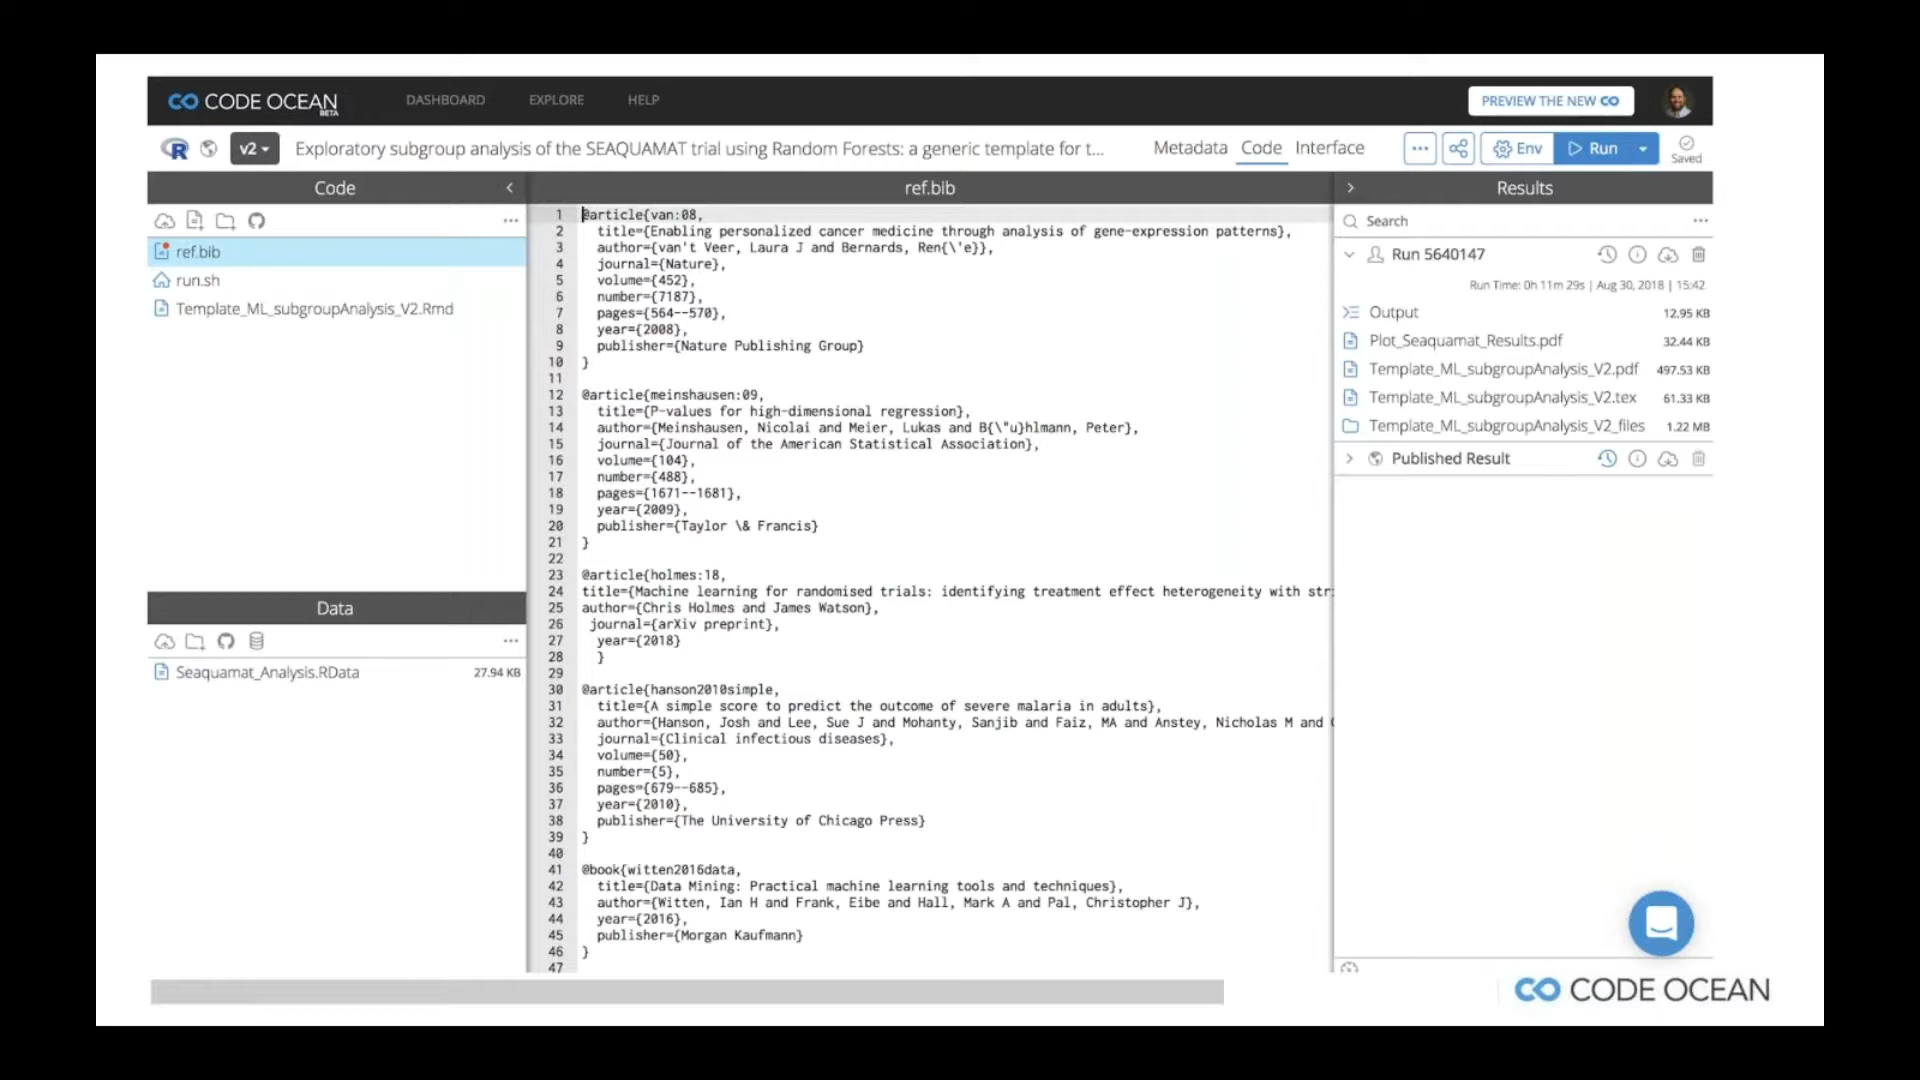 CODE OCEAN
BETA
DASHBOARD
EXPLORE
HELP
PREVIEW THE NEW CO
v2
Exploratory subgroup analysis of the SEAQUAMAT trial using Random Forests: a generic template for t...
Metadata
Code
Interface
Env
Run
Saved
Code
ref.bib
run.sh
Template_ML_subgroupAnalysis_V2.Rmd
Data
Seaquamat_Analysis.RData 27.94 KB
ref.bib
1 @article{van:08,
2 title={Enabling personalized cancer medicine through analysis of gene-expression patterns},
3 author={van't Veer, Laura J and Bernards, Ren{\'e}},
4 journal={Nature},
5 volume={452},
6 number={7187},
7 pages={564--570},
8 year={2008},
9 publisher={Nature Publishing Group}
10 }
11
12 @article{meinshausen:09,
13 title={P-values for high-dimensional regression},
14 author={Meinshausen, Nicolai and Meier, Lukas and B{\"u}hlmann, Peter},
15 journal={Journal of the American Statistical Association},
16 volume={104},
17 number={488},
18 pages={1671--1681},
19 year={2009},
20 publisher={Taylor \& Francis}
21 }
22
23 @article{holmes:18,
24 title={Machine learning for randomised trials: identifying treatment effect heterogeneity with str
25 author={Chris Holmes and James Watson},
26 journal={arXiv preprint},
27 year={2018}
28 }
29
30 @article{hanson2010simple,
31 title={A simple score to predict the outcome of severe malaria in adults},
32 author={Hanson, Josh and Lee, Sue J and Mohanty, Sanjib and Faiz, MA and Anstey, Nicholas M and
33 journal={Clinical infectious diseases},
34 volume={50},
35 number={5},
36 pages={679--685},
37 year={2010},
38 publisher={The University of Chicago Press}
39 }
40
41 @book{witten2016data,
42 title={Data Mining: Practical machine learning tools and techniques},
43 author={Witten, Ian H and Frank, Eibe and Hall, Mark A and Pal, Christopher J},
44 year={2016},
45 publisher={Morgan Kaufmann}
46 }
47
Results
Search
Run 5640147
Run Time: 0h 11m 29s | Aug 30, 2018 | 15:42
Output 12.95 KB
Plot_Seaquamat_Results.pdf 32.44 KB
Template_ML_subgroupAnalysis_V2.pdf 497.53 KB
Template_ML_subgroupAnalysis_V2.tex 61.33 KB
Template_ML_subgroupAnalysis_V2_files 1.22 MB
Published Result
CODE OCEAN